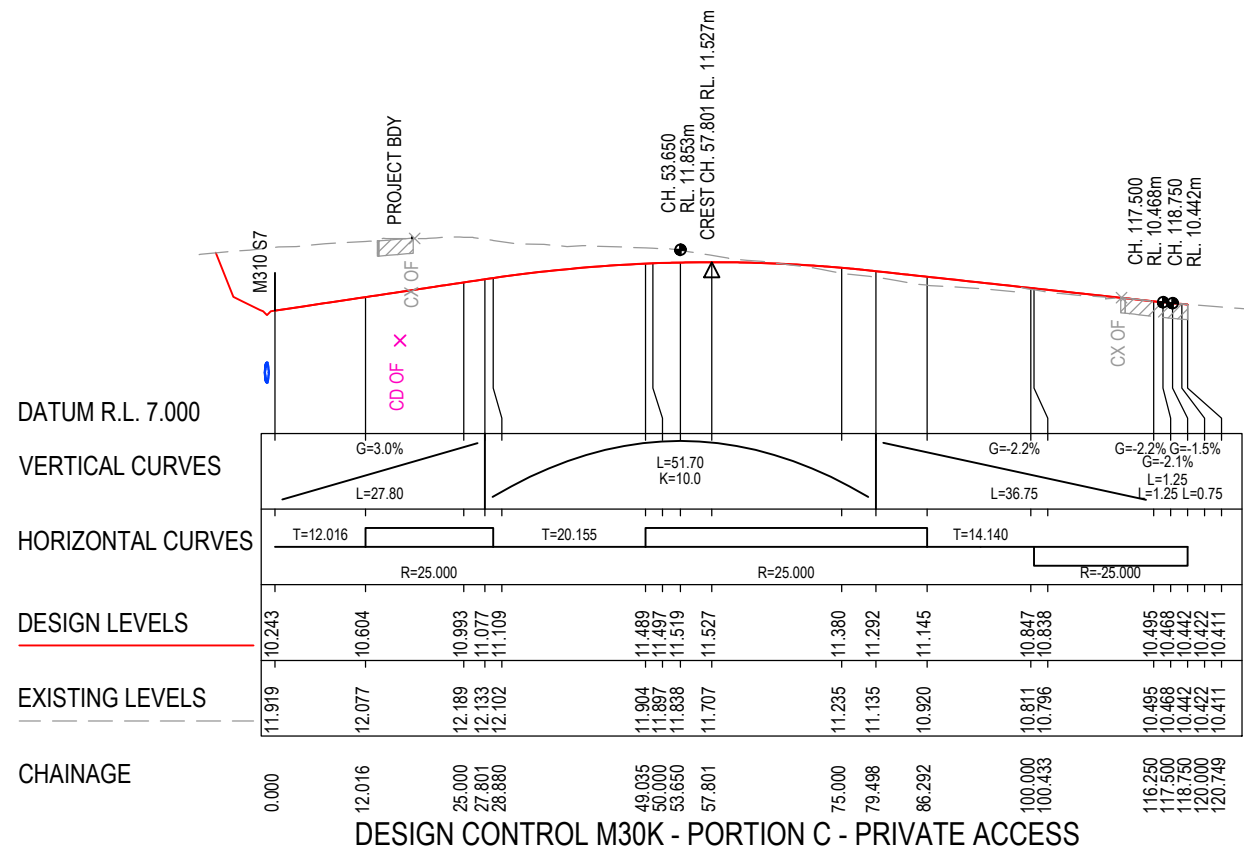 M310 S7
PROJECT BDY
CX OF
CD OF
CH. 53.650
RL. 11.853m
CREST CH. 57.801 RL. 11.527m
CX OF
CH. 117.500
RL. 10.468m
CH. 118.750
RL. 10.442m
DATUM R.L. 7.000
VERTICAL CURVES
G=3.0%
L=27.80
L=51.70
K=10.0
G=-2.2%
L=36.75
G=-2.2% G=-1.5%
G=-2.1%
L=1.25
L=1.25 L=0.75
HORIZONTAL CURVES
T=12.016
R=25.000
T=20.155
R=25.000
T=14.140
R=-25.000
DESIGN LEVELS
10.243 10.604 10.993 11.077 11.109 11.489 11.497 11.519 11.527 11.380 11.292 11.145 10.847 10.838 10.495 10.468 10.442 10.422 10.411
EXISTING LEVELS
11.919 12.077 12.189 12.133 12.102 11.904 11.897 11.838 11.707 11.235 11.135 10.920 10.811 10.796 10.495 10.468 10.442 10.422 10.411
CHAINAGE
0.000 12.016 25.000 27.801 28.880 49.035 50.000 53.650 57.801 75.000 79.498 86.292 100.000 100.433 116.250 117.500 118.750 120.000 120.749
DESIGN CONTROL M30K - PORTION C - PRIVATE ACCESS